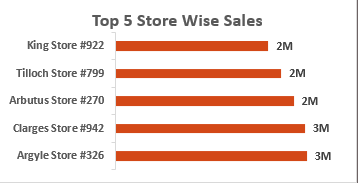 Top 5 Store Wise Sales
King Store #922 2M
Tilloch Store #799 2M
Arbutus Store #270 2M
Clarges Store #942 3M
Argyle Store #326 3M